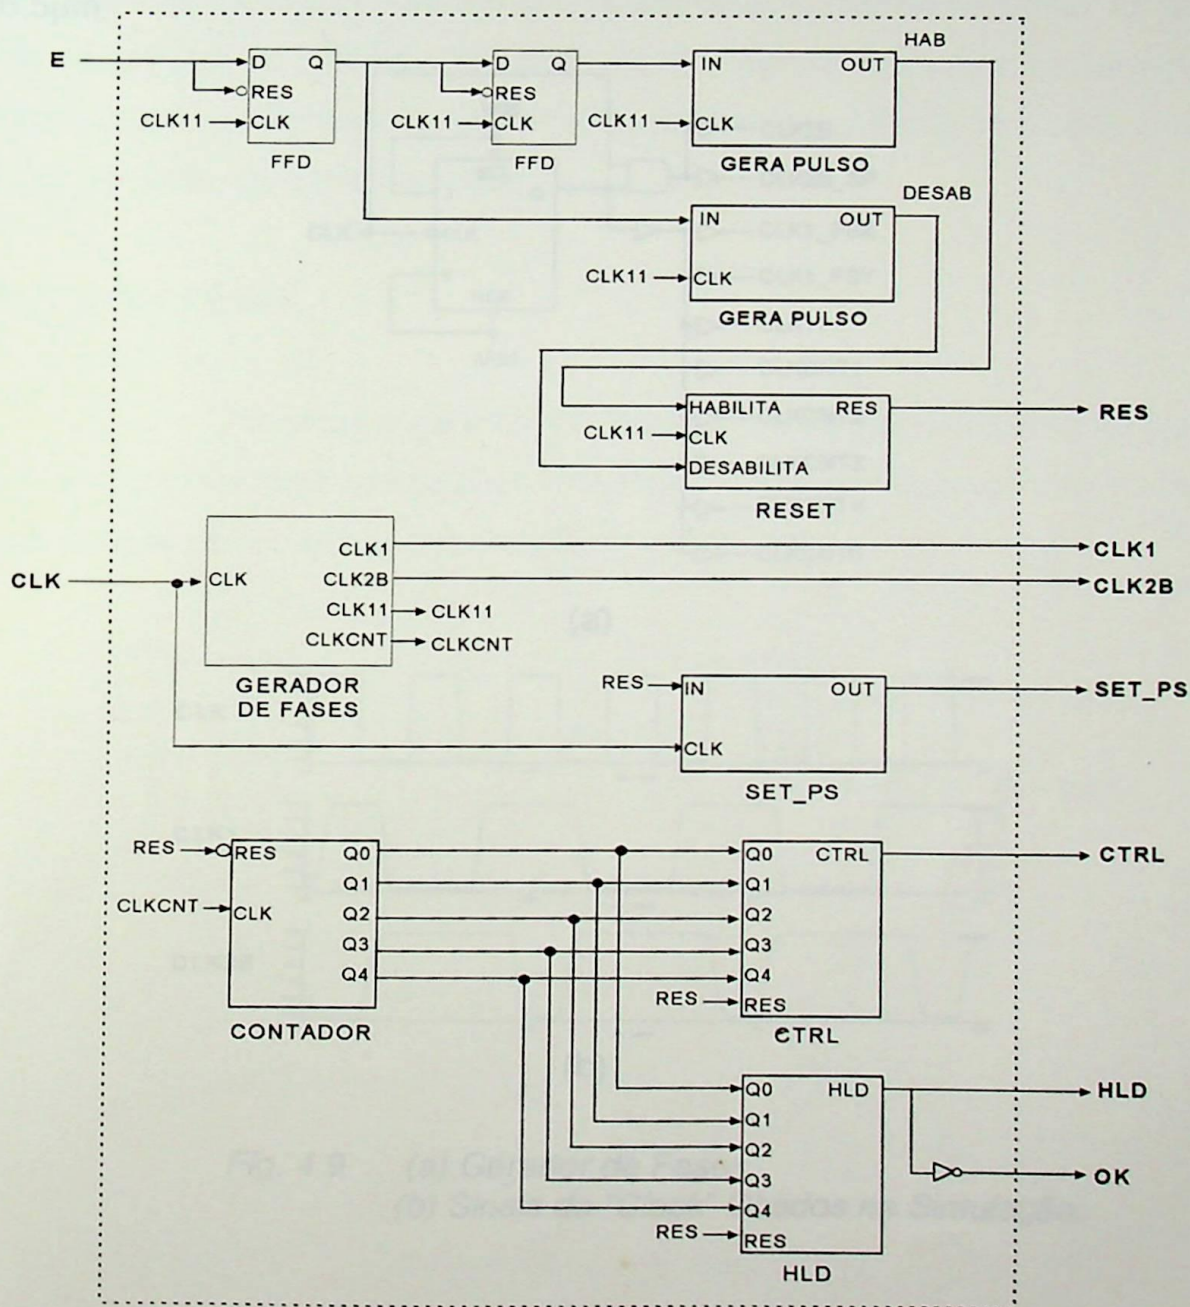 HAB
E
D Q
RES
CLK11
CLK
FFD
D Q
RES
CLK11
CLK
FFD
IN OUT
CLK11
CLK
GERA PULSO
DESAB
IN OUT
CLK11
CLK
GERA PULSO
HABILITA RES
CLK11
CLK
DESABILITA
RESET
RES
CLK
CLK
CLK1
CLK2B
CLK11
CLKCNT
CLK11
CLKCNT
GERADOR
DE FASES
CLK1
CLK2B
RES
IN OUT
CLK
SET_PS
SET_PS
RES
RES
CLKCNT
CLK
Q0
Q1
Q2
Q3
Q4
CONTADOR
Q0 CTRL
Q1
Q2
Q3
Q4
RES
RES
CTRL
CTRL
Q0 HLD
Q1
Q2
Q3
Q4
RES
RES
HLD
HLD
OK
(a)
Fig. 4.9 (a) Gerador de Fases